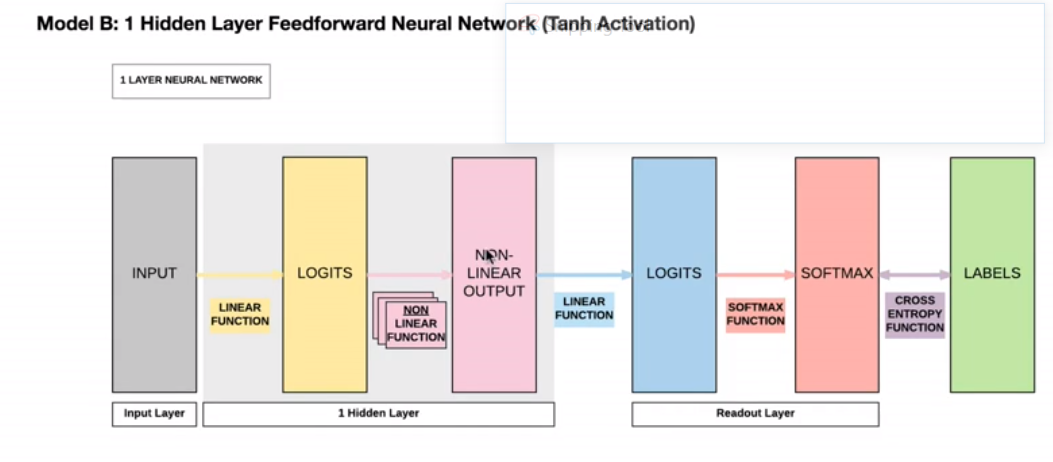 Model B: 1 Hidden Layer Feedforward Neural Network (Tanh Activation)
1 LAYER NEURAL NETWORK
INPUT
LINEAR
FUNCTION
LOGITS
NON
LINEAR
FUNCTION
NON-
LINEAR
OUTPUT
LINEAR
FUNCTION
LOGITS
SOFTMAX
FUNCTION
SOFTMAX
CROSS
ENTROPY
FUNCTION
LABELS
Input Layer
1 Hidden Layer
Readout Layer